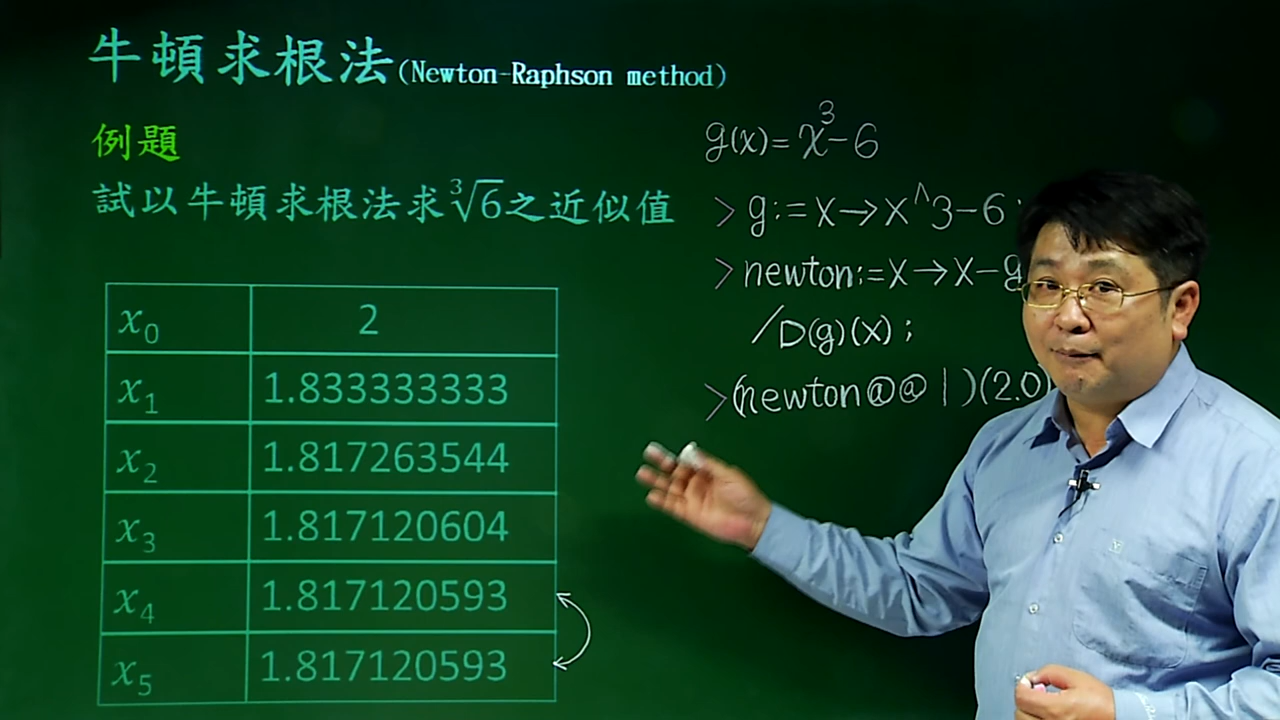 牛頓求根法(Newton-Raphson method)
例題
試以牛頓求根法求∛6之近似值
x₀ 2
x₁ 1.833333333
x₂ 1.817263544
x₃ 1.817120604
x₄ 1.817120593
x₅ 1.817120593
g(x)=x³-6
>g:=x→x^3-6
>newton:=x→x-g
/D(g)(x);
>(newton@@1)(2.0)